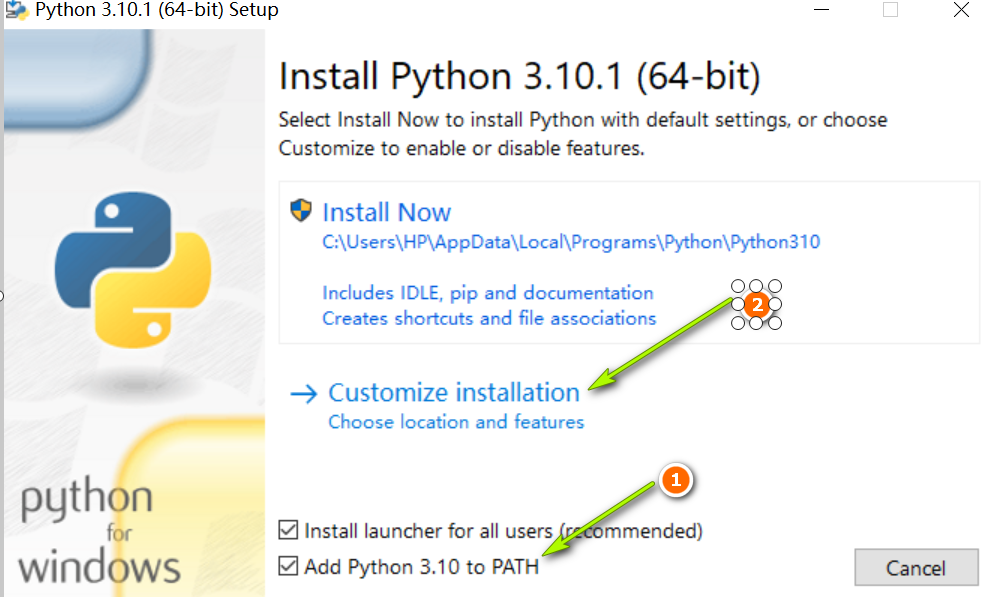 Python 3.10.1 (64-bit) Setup
Install Python 3.10.1 (64-bit)
Select Install Now to install Python with default settings, or choose
Customize to enable or disable features.
Install Now
C:\Users\HP\AppData\Local\Programs\Python\Python310
Includes IDLE, pip and documentation
Creates shortcuts and file associations
2
Customize installation
Choose location and features
1
Install launcher for all users (recommended)
Add Python 3.10 to PATH
python
for
windows
Cancel